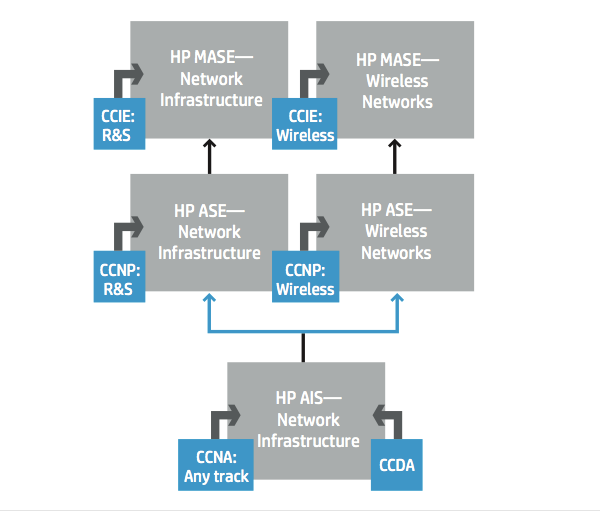 HP MASE—
Network
Infrastructure
HP MASE—
Wireless
Networks
CCIE:
R&S
CCIE:
Wireless
HP ASE—
Network
Infrastructure
HP ASE—
Wireless
Networks
CCNP:
R&S
CCNP:
Wireless
HP AIS—
Network
Infrastructure
CCNA:
Any track
CCDA